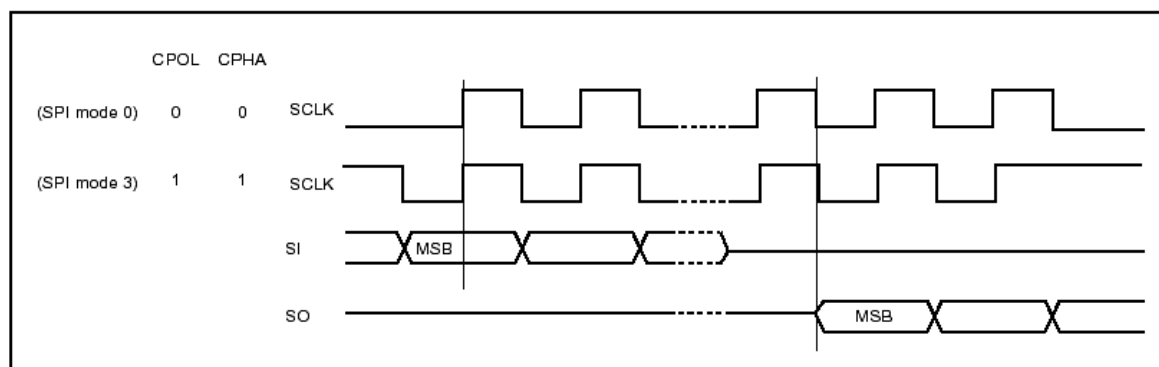 CPOL CPHA
(SPI mode 0) 0 0 SCLK
(SPI mode 3) 1 1 SCLK
SI MSB
SO MSB